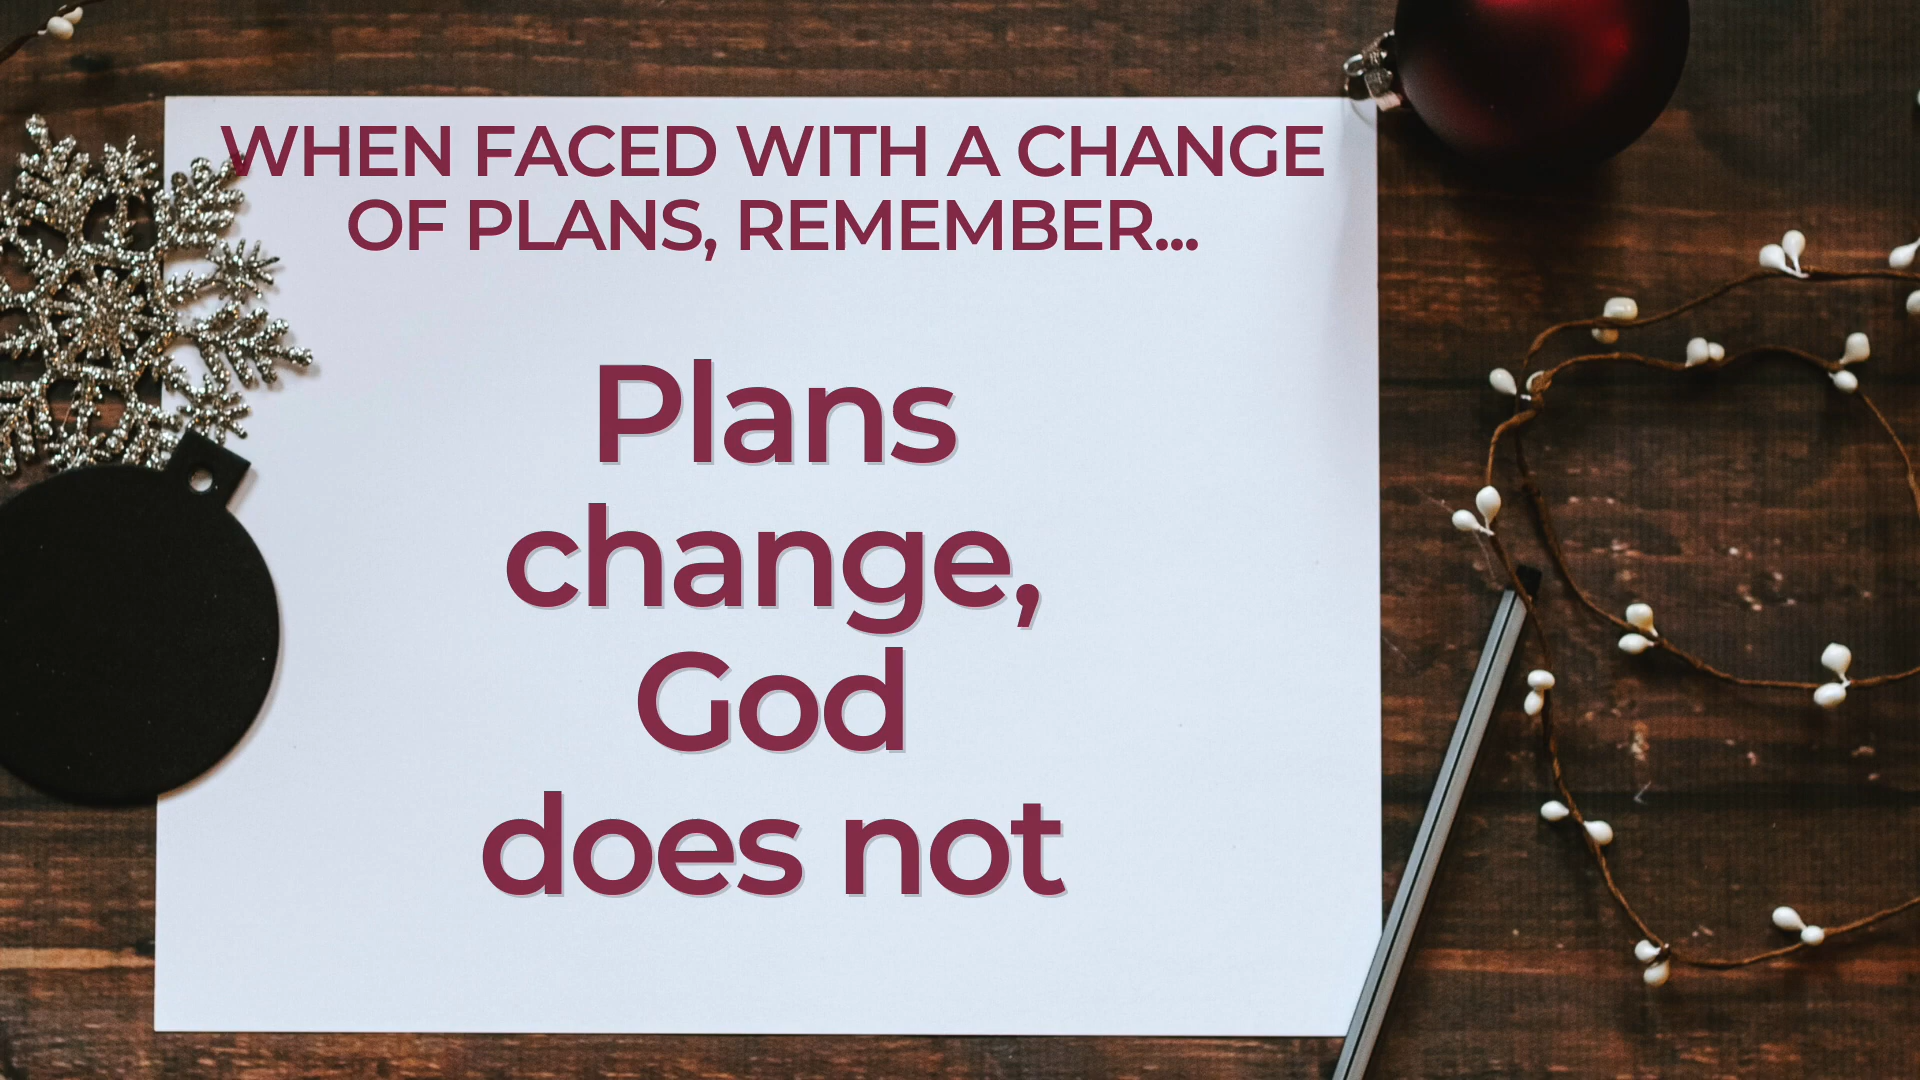 WHEN FACED WITH A CHANGE
OF PLANS, REMEMBER...
Plans
change,
God
does not